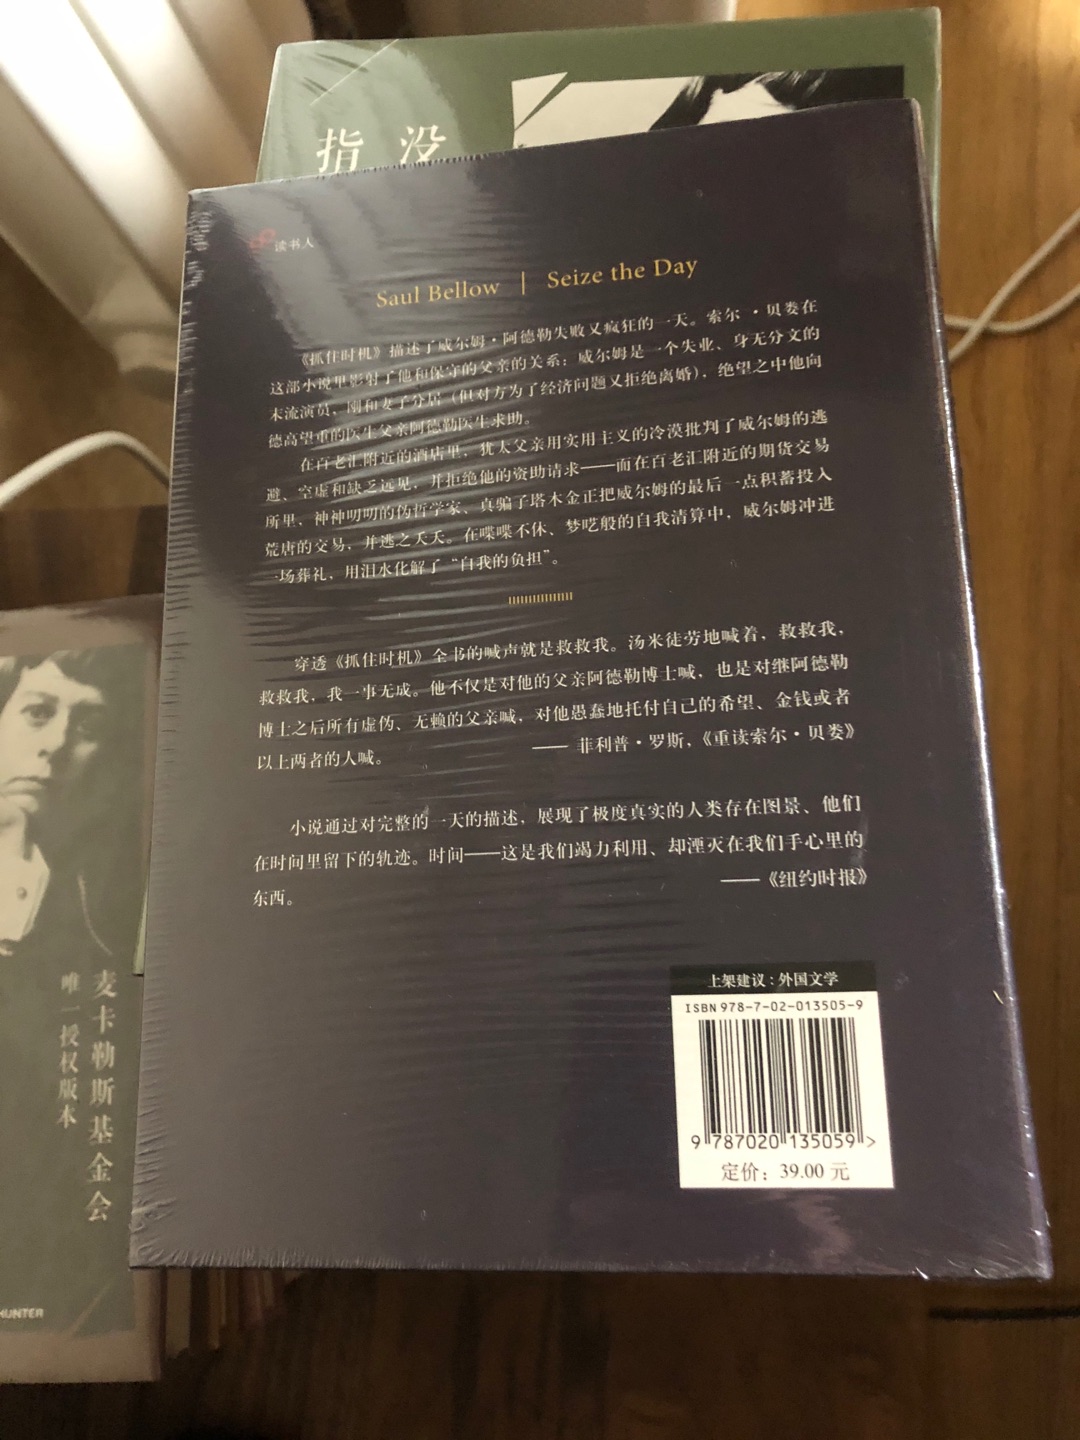 指 没
读书人
Saul Bellow | Seize the Day
《抓住时机》描述了威尔姆·阿德勒失败又疯狂的一天。索尔·贝娄在
这部小说里影射了他和保守的父亲的关系：威尔姆是一个失业、身无分文的
末流演员，刚和妻子分居（但对方为了经济问题又拒绝离婚），绝望之中他向
德高望重的医生父亲阿德勒医生求助。
在百老汇附近的酒店里，犹太父亲用实用主义的冷漠批判了威尔姆的逃
避、空虚和缺乏远见，并拒绝他的资助请求——而在百老汇附近的期货交易
所里，神神叨叨的伪哲学家、真骗子塔木金正把威尔姆的最后一点积蓄投入
荒唐的交易，并逃之夭夭。在喋喋不休、梦呓般的自我清算中，威尔姆冲进
一场葬礼，用泪水化解了“自我的负担”。
穿透《抓住时机》全书的喊声就是救救我。汤米徒劳地喊着，救救我，
救救我，我一事无成。他不仅是对他的父亲阿德勒博士喊，也是对继阿德勒
博士之后所有虚伪、无赖的父亲喊，对他愚蠢地托付自己的希望、金钱或者
以上两者的人喊。
—— 菲利普·罗斯，《重读索尔·贝娄》
小说通过对完整的一天的描述，展现了极度真实的人类存在图景、他们
在时间里留下的轨迹。时间——这是我们竭力利用、却湮灭在我们手心里的
东西。
——《纽约时报》
上架建议：外国文学
ISBN 978-7-02-013505-9
9 787020 135059 >
定价：39.00 元
麦卡勒斯基金会
唯一授权版本
HUNTER